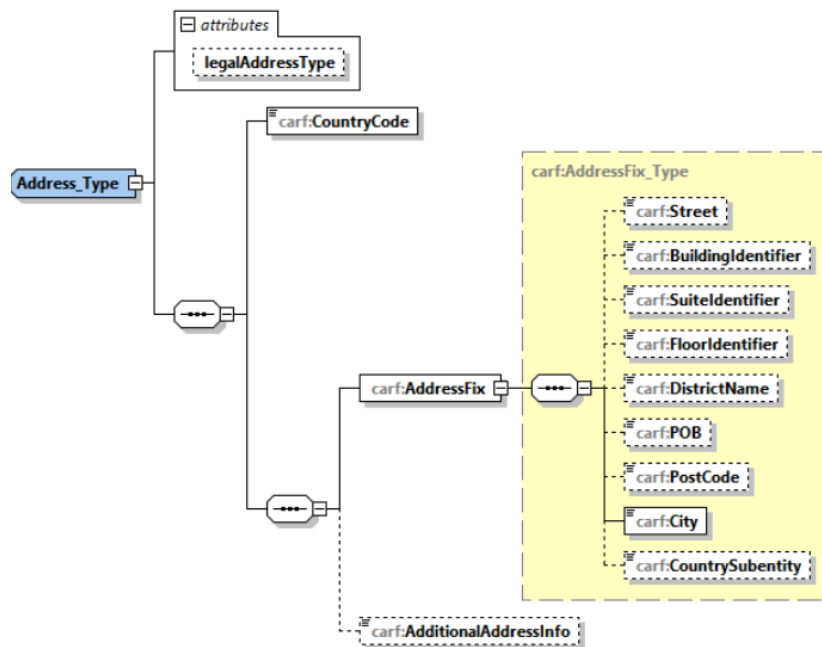 attributes
legalAddressType
carf:CountryCode
Address_Type
carf:AddressFix_Type
carf:Street
carf:BuildingIdentifier
carf:SuiteIdentifier
carf:FloorIdentifier
carf:AddressFix
carf:DistrictName
carf:POB
carf:PostCode
carf:City
carf:CountrySubentity
carf:AdditionalAddressInfo